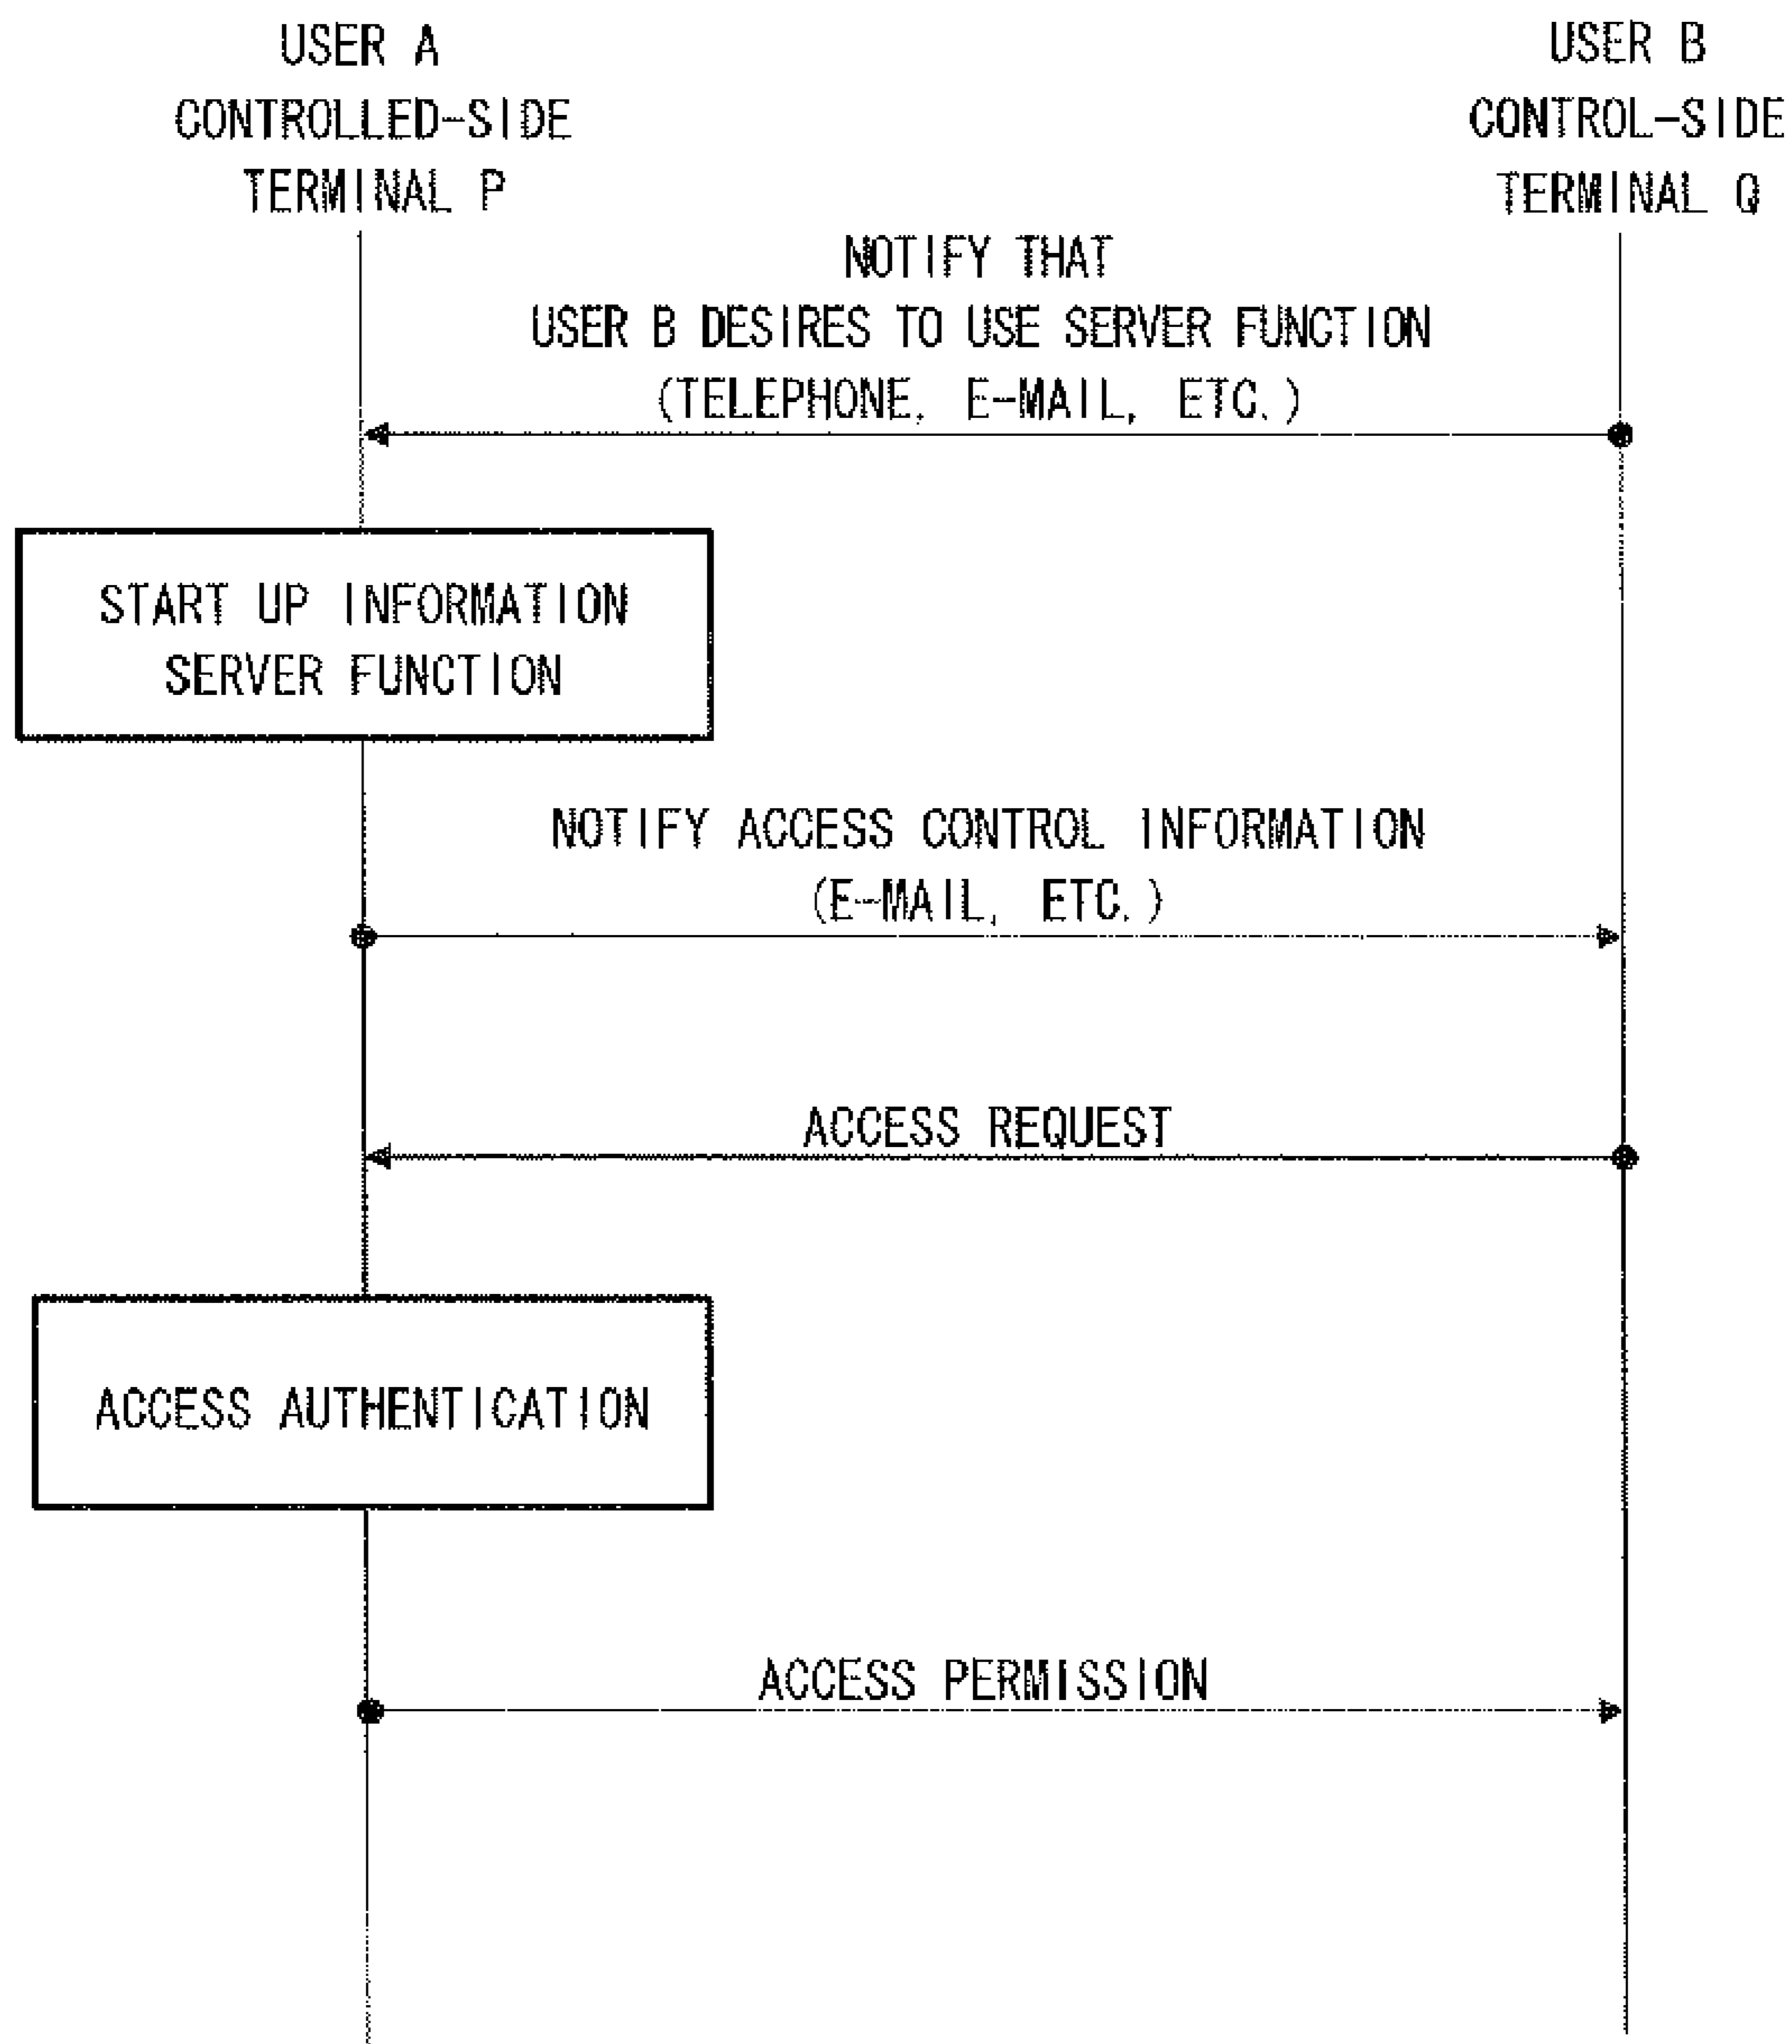 USER A
CONTROLLED-SIDE
TERMINAL P
USER B
CONTROL-SIDE
TERMINAL Q
NOTIFY THAT
USER B DESIRES TO USE SERVER FUNCTION
(TELEPHONE, E-MAIL, ETC.)
START UP INFORMATION
SERVER FUNCTION
NOTIFY ACCESS CONTROL INFORMATION
(E-MAIL, ETC.)
ACCESS REQUEST
ACCESS AUTHENTICATION
ACCESS PERMISSION